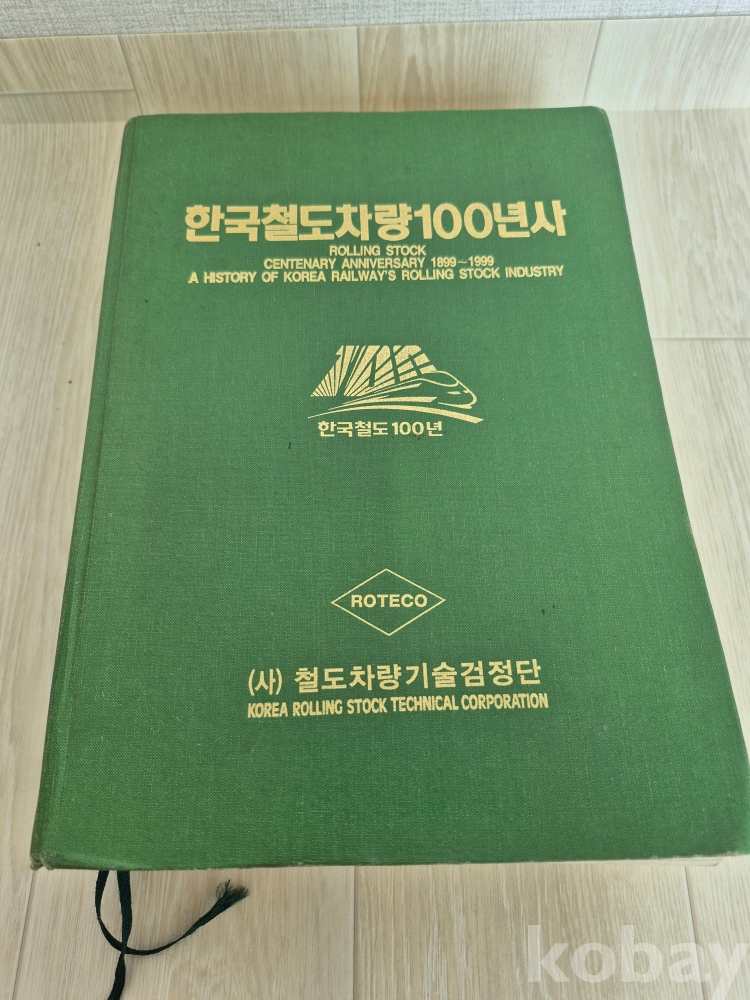 한국철도차량100년사
ROLLING STOCK
CENTENARY ANNIVERSARY 1899~1999
A HISTORY OF KOREA RAILWAY'S ROLLING STOCK INDUSTRY
한국철도100년
ROTECO
(사) 철도차량기술검정단
KOREA ROLLING STOCK TECHNICAL CORPORATION
kobay